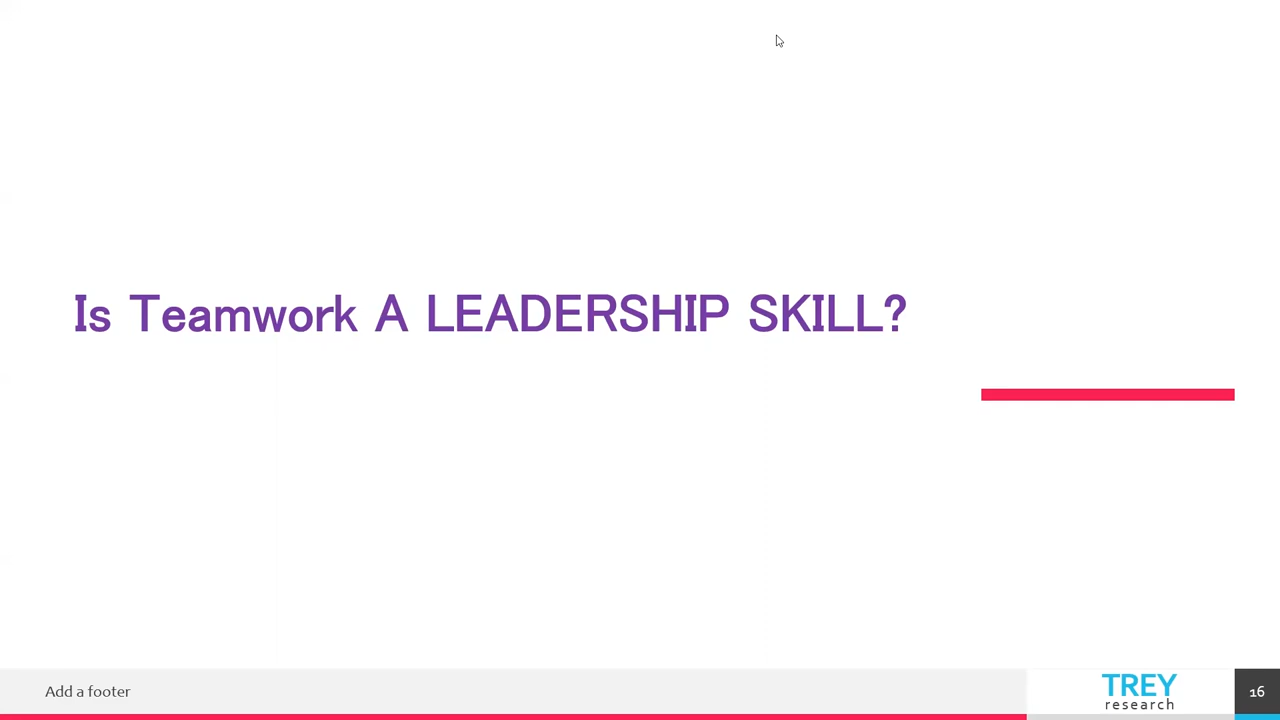 Is Teamwork A LEADERSHIP SKILL?
Add a footer
TREY
research
16